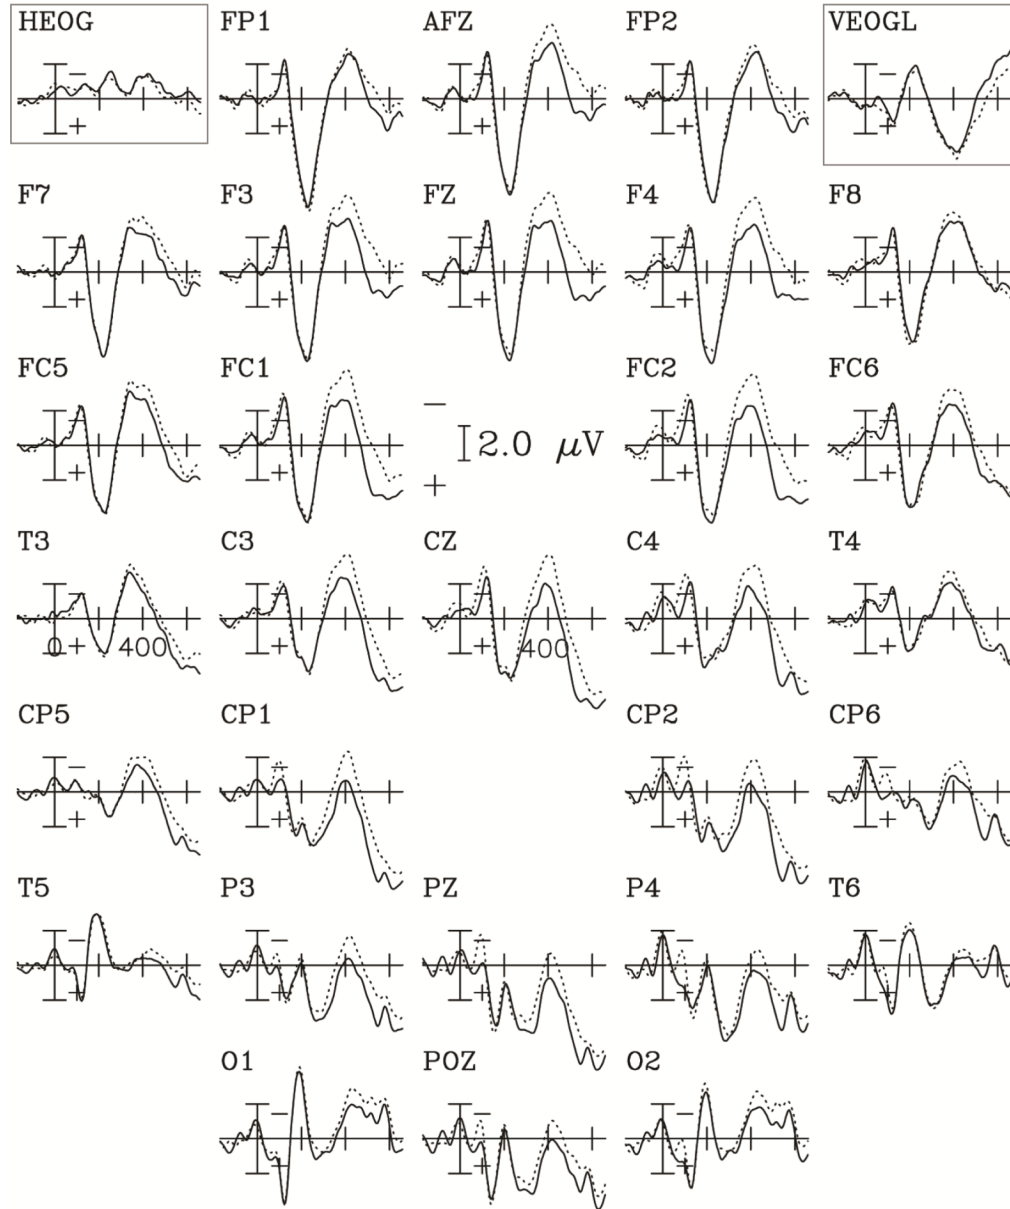 HEOG FP1 AFZ FP2 VEOGL
− − − − −
+ + + + +
F7 F3 FZ F4 F8
− − − − −
+ + + + +
FC5 FC1 FC2 FC6
− − − − −
2.0 μV
+ + + + +
T3 C3 CZ C4 T4
− − − − −
0 + 400 + + 400 + +
CP5 CP1 CP2 CP6
− − − −
+ + + +
T5 P3 PZ P4 T6
− − − − −
+ + + + +
O1 POZ O2
− − −
+ + +